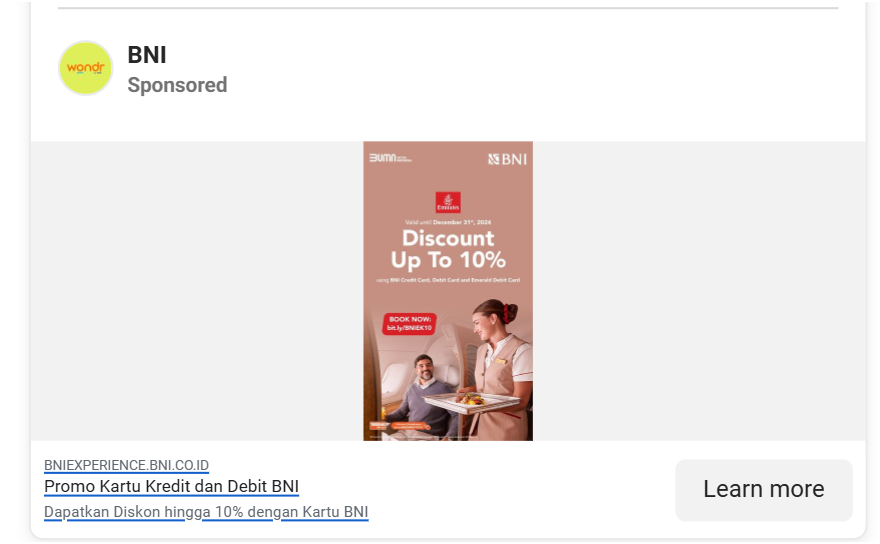 wondr
BNI
Sponsored
BUMN
BNI
Emirates
Valid until December 31st, 2024
Discount
Up To 10%
using BNI Credit Card, Debit Card and Emerald Debit Card
BOOK NOW:
bit.ly/BNIEK10
BNIEXPERIENCE.BNI.CO.ID
Promo Kartu Kredit dan Debit BNI
Dapatkan Diskon hingga 10% dengan Kartu BNI
Learn more